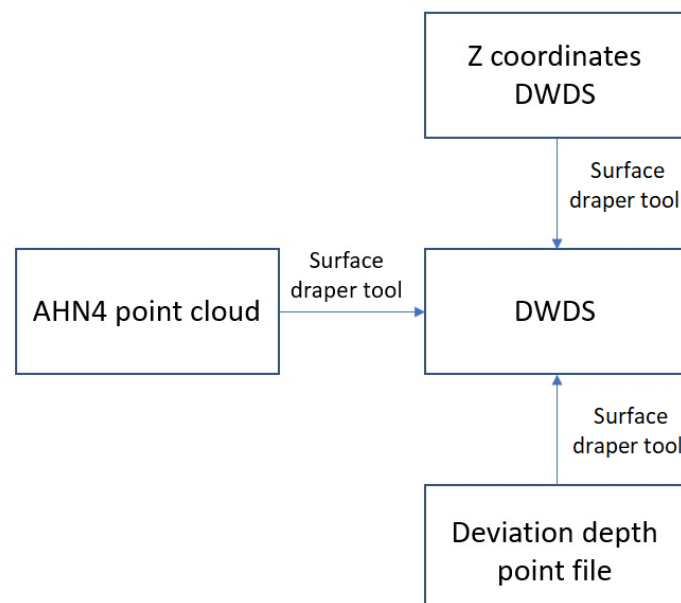 Z coordinates
DWDS
Surface
draper tool
Surface
draper tool
AHN4 point cloud
DWDS
Surface
draper tool
Deviation depth
point file